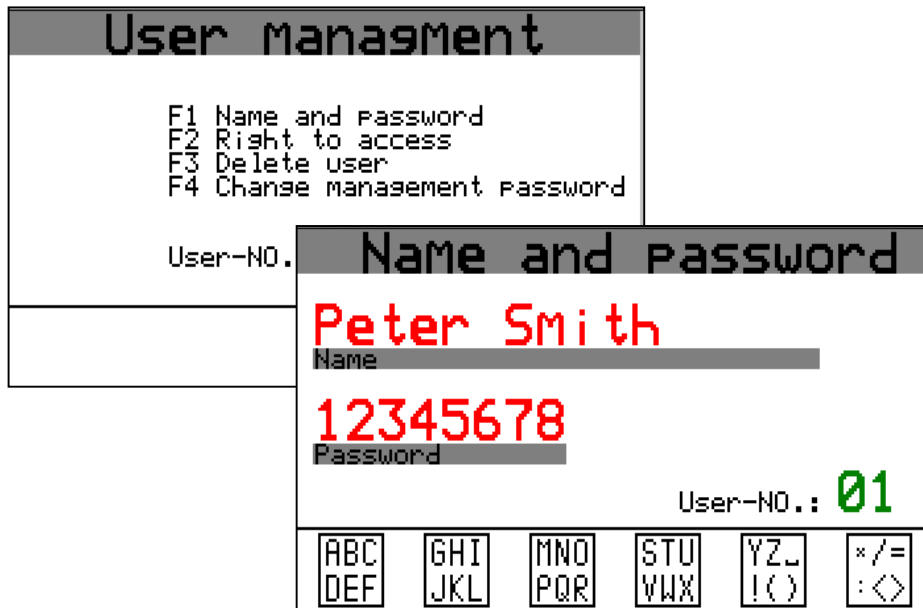 User managment
F1 Name and password
F2 Right to access
F3 Delete user
F4 Change management password
User-NO.
Name and password
Peter Smith
Name
12345678
Password
User-NO.: 01
ABC GHI MNO STU YZ␣ */=
DEF JKL PQR VWX !() :<>